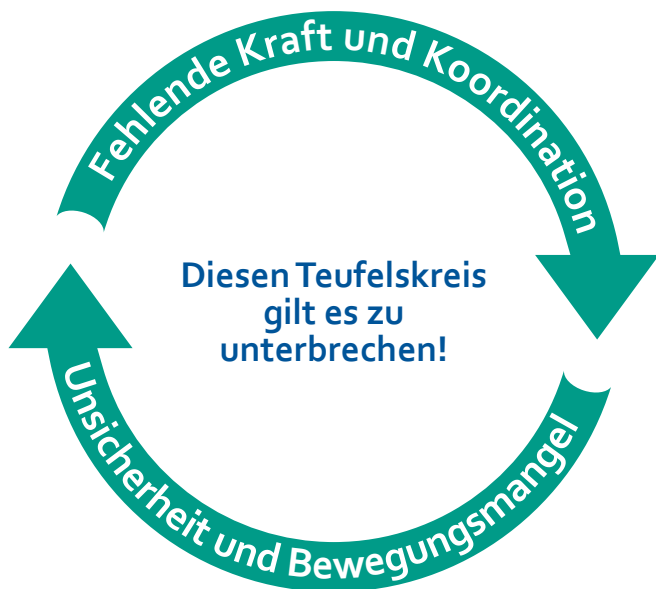 Fehlende Kraft und Koordination
Diesen Teufelskreis
gilt es zu
unterbrechen!
Unsicherheit und Bewegungsmangel